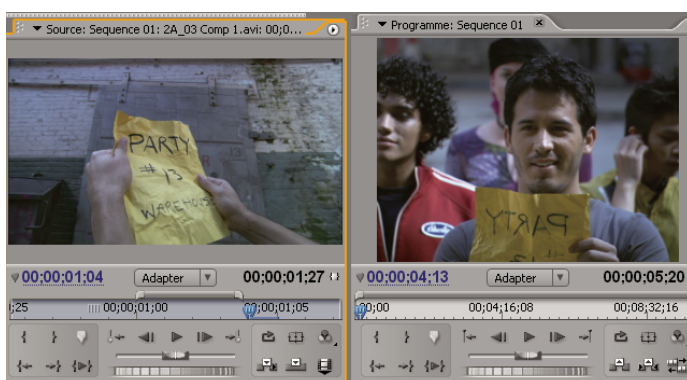 Source: Sequence 01: 2A_03 Comp 1.avi: 00;0...
PARTY
#13
WAREHOUSE
00;00;01;04
Adapter
00;00;01;27
;25
00;00;01;00
00;00;01;05
Programme: Sequence 01
PARTY
00;00;04;13
Adapter
00;00;05;20
00;00
00;04;16;08
00;08;32;16